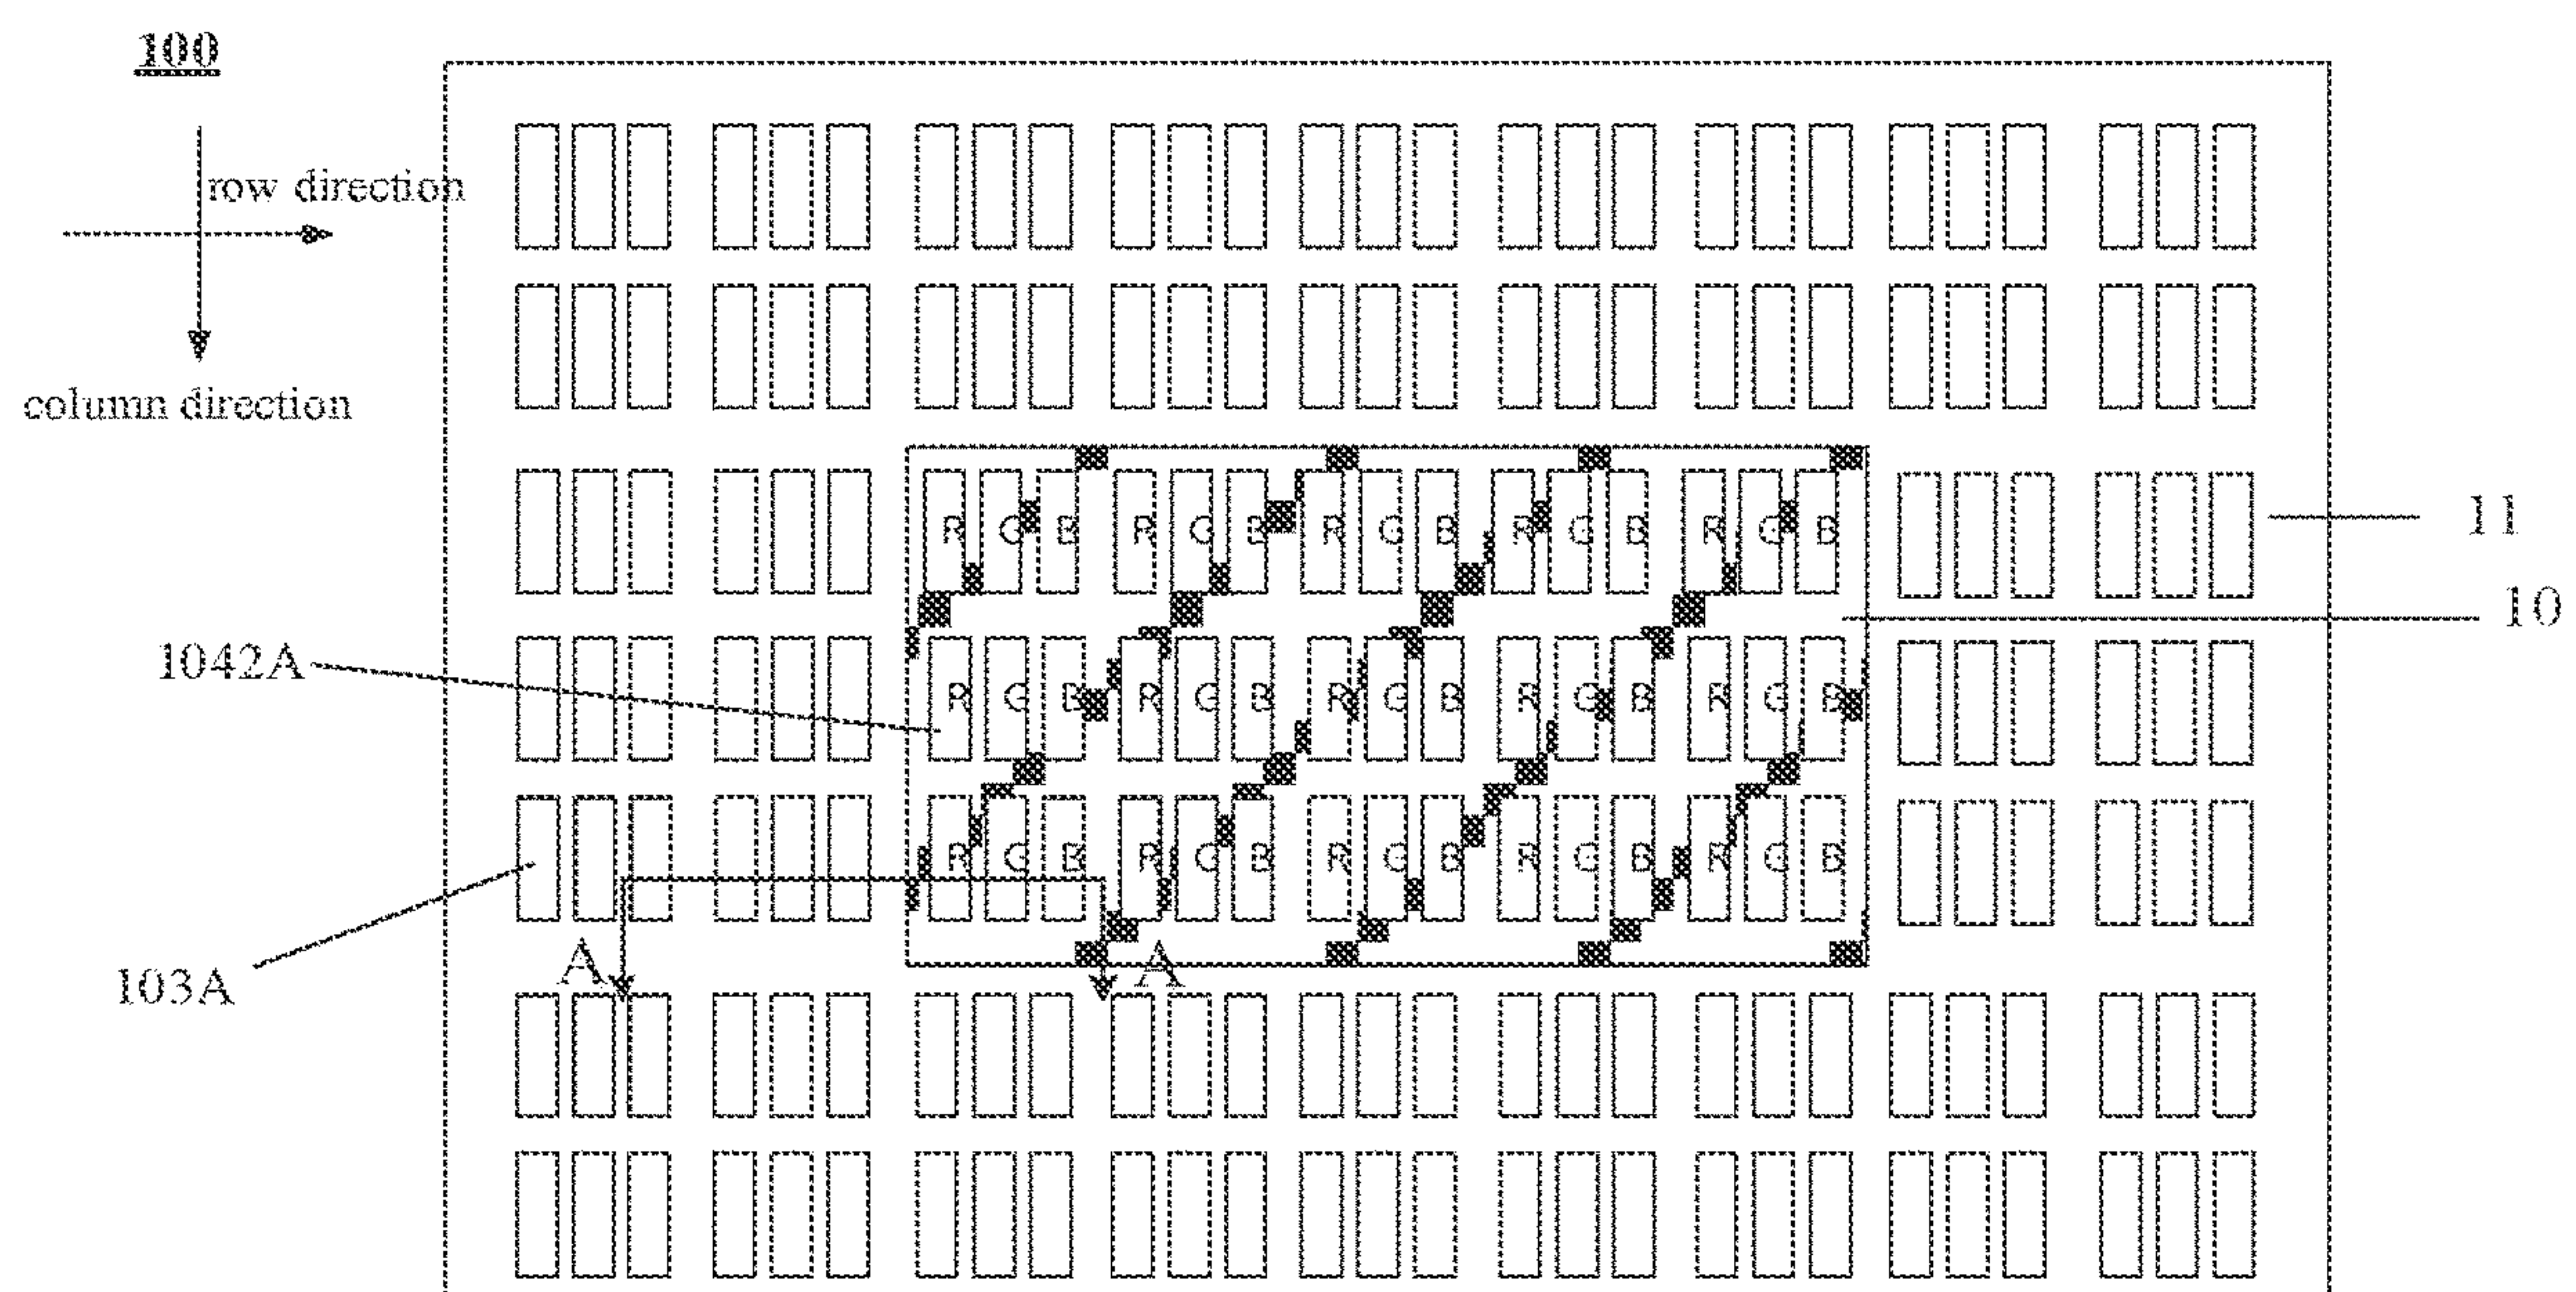 100
row direction
column direction
R G B R G B R G B R G B R G B
11
10
1042A
R G B R G B R G B R G B R G B
R G B R G B R G B R G B R G B
103A
A A